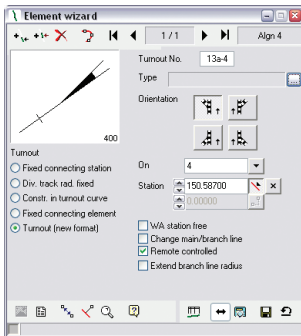 Element wizard
1 / 1
Algn 4
Turnout No. 13a-4
Type
Orientation
400
Turnout
Fixed connecting station
Div. track rad. fixed
Constr. in turnout curve
Fixed connecting element
Turnout (new format)
On 4
Station 150.58700
0.00000
WA station free
Change main/branch line
Remote controlled
Extend branch line radius